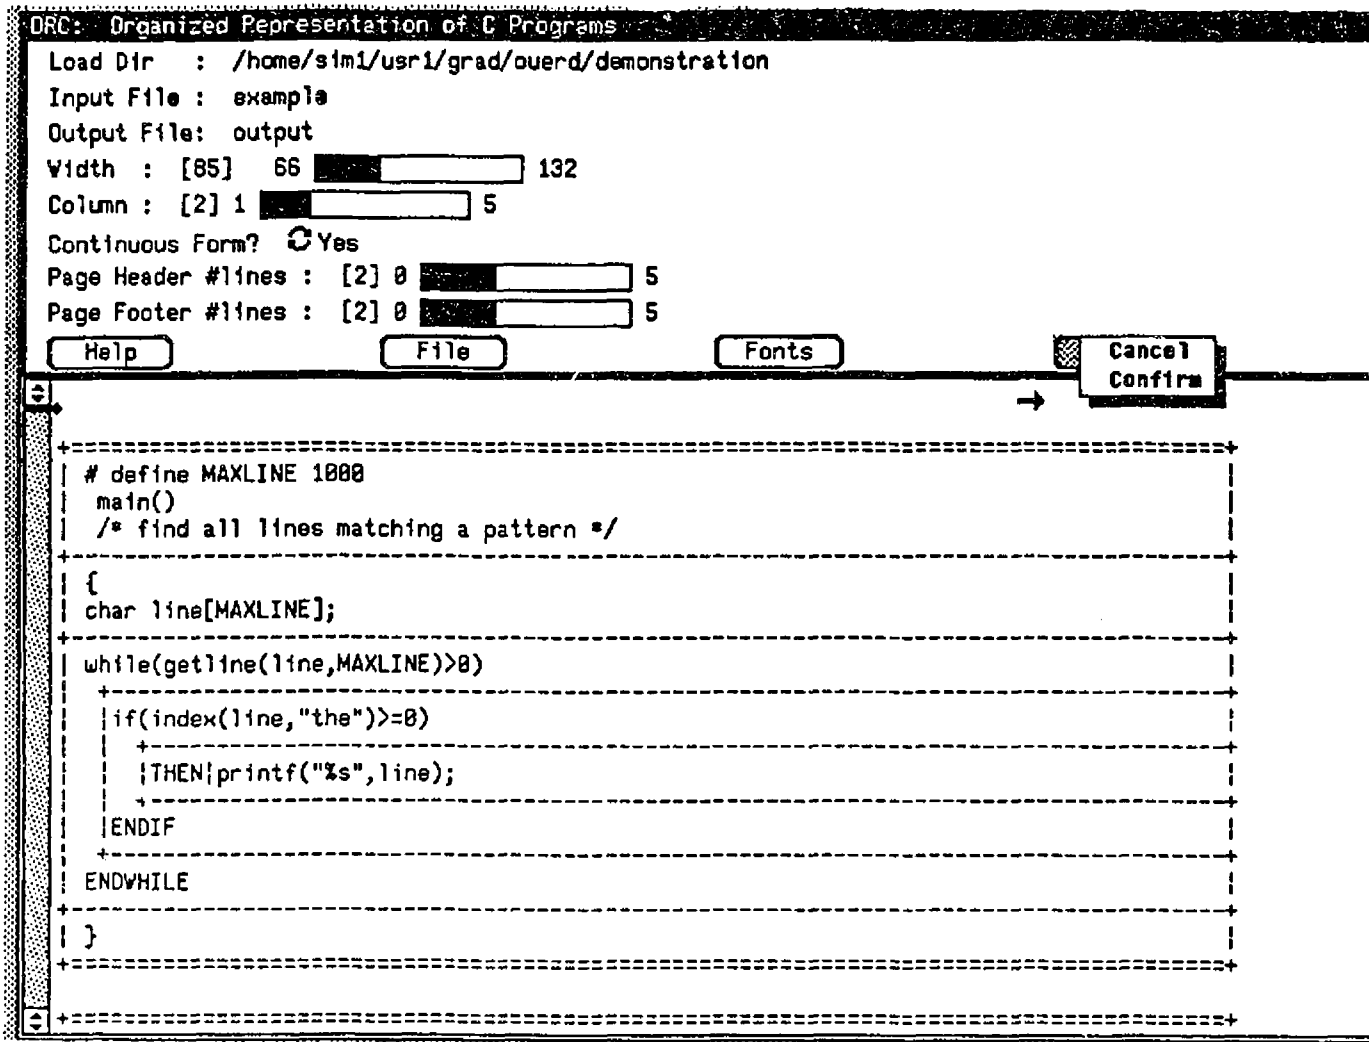 ORC: Organized Representation of C Programs
Load Dir : /home/sim1/usr1/grad/ouerd/demonstration
Input File : example
Output File: output
Width : [85] 66 132
Column : [2] 1 5
Continuous Form? Yes
Page Header #lines : [2] 0 5
Page Footer #lines : [2] 0 5
Help File Fonts Cancel
Confirm
# define MAXLINE 1000
main()
/* find all lines matching a pattern */
{
char line[MAXLINE];
while(getline(line,MAXLINE)>0)
if(index(line,"the")>=0)
|THEN|printf("%s",line);
|ENDIF
ENDWHILE
}